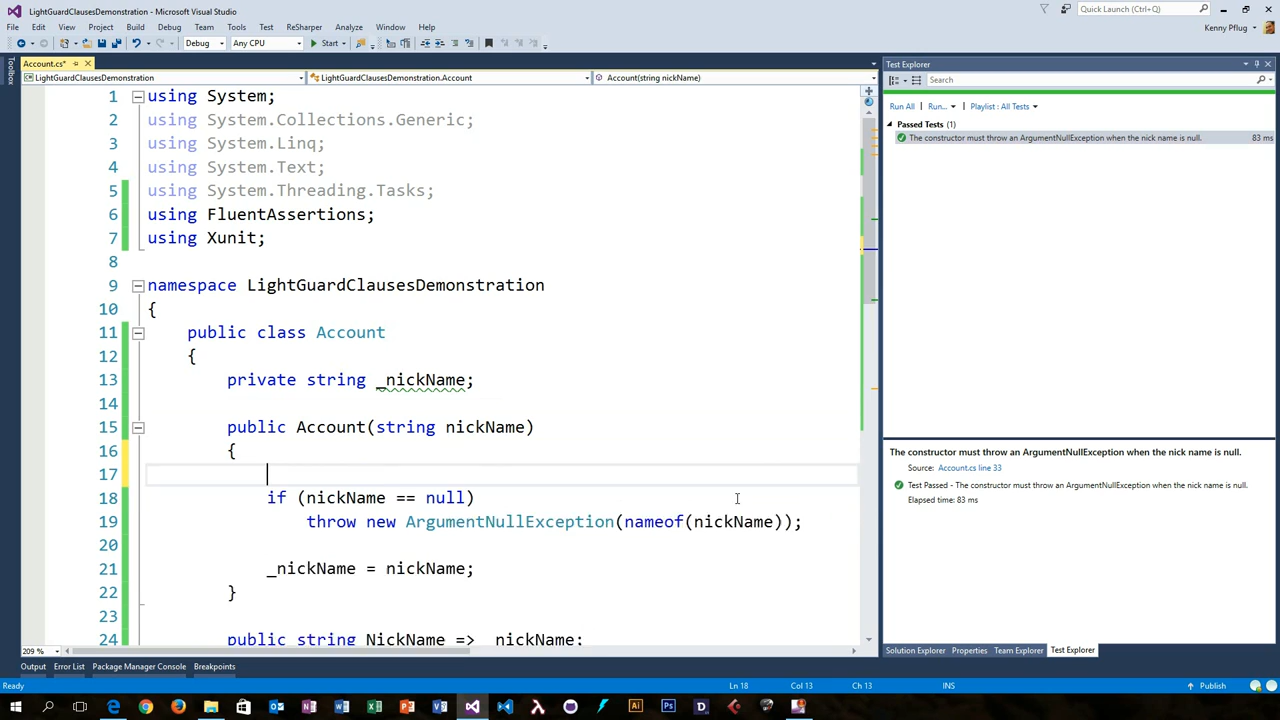 LightGuardClausesDemonstration - Microsoft Visual Studio
Quick Launch (Ctrl+Q)
File Edit View Project Build Debug Team Tools Test ReSharper Analyze Window Help
Kenny Pflug
Debug Any CPU Start
Toolbox
Account.cs*
LightGuardClausesDemonstration LightGuardClausesDemonstration.Account Account(string nickName)
1 using System;
2 using System.Collections.Generic;
3 using System.Linq;
4 using System.Text;
5 using System.Threading.Tasks;
6 using FluentAssertions;
7 using Xunit;
8
9 namespace LightGuardClausesDemonstration
10 {
11 public class Account
12 {
13 private string _nickName;
14
15 public Account(string nickName)
16 {
17
18 if (nickName == null)
19 throw new ArgumentNullException(nameof(nickName));
20
21 _nickName = nickName;
22 }
23
24 public string NickName => _nickName;
209 %
Test Explorer
Search
Run All Run... Playlist : All Tests
Passed Tests (1)
The constructor must throw an ArgumentNullException when the nick name is null. 83 ms
The constructor must throw an ArgumentNullException when the nick name is null.
Source: Account.cs line 33
Test Passed - The constructor must throw an ArgumentNullException when the nick name is null.
Elapsed time: 83 ms
Solution Explorer Properties Team Explorer Test Explorer
Output Error List Package Manager Console Breakpoints
Ready Ln 18 Col 13 Ch 13 INS Publish